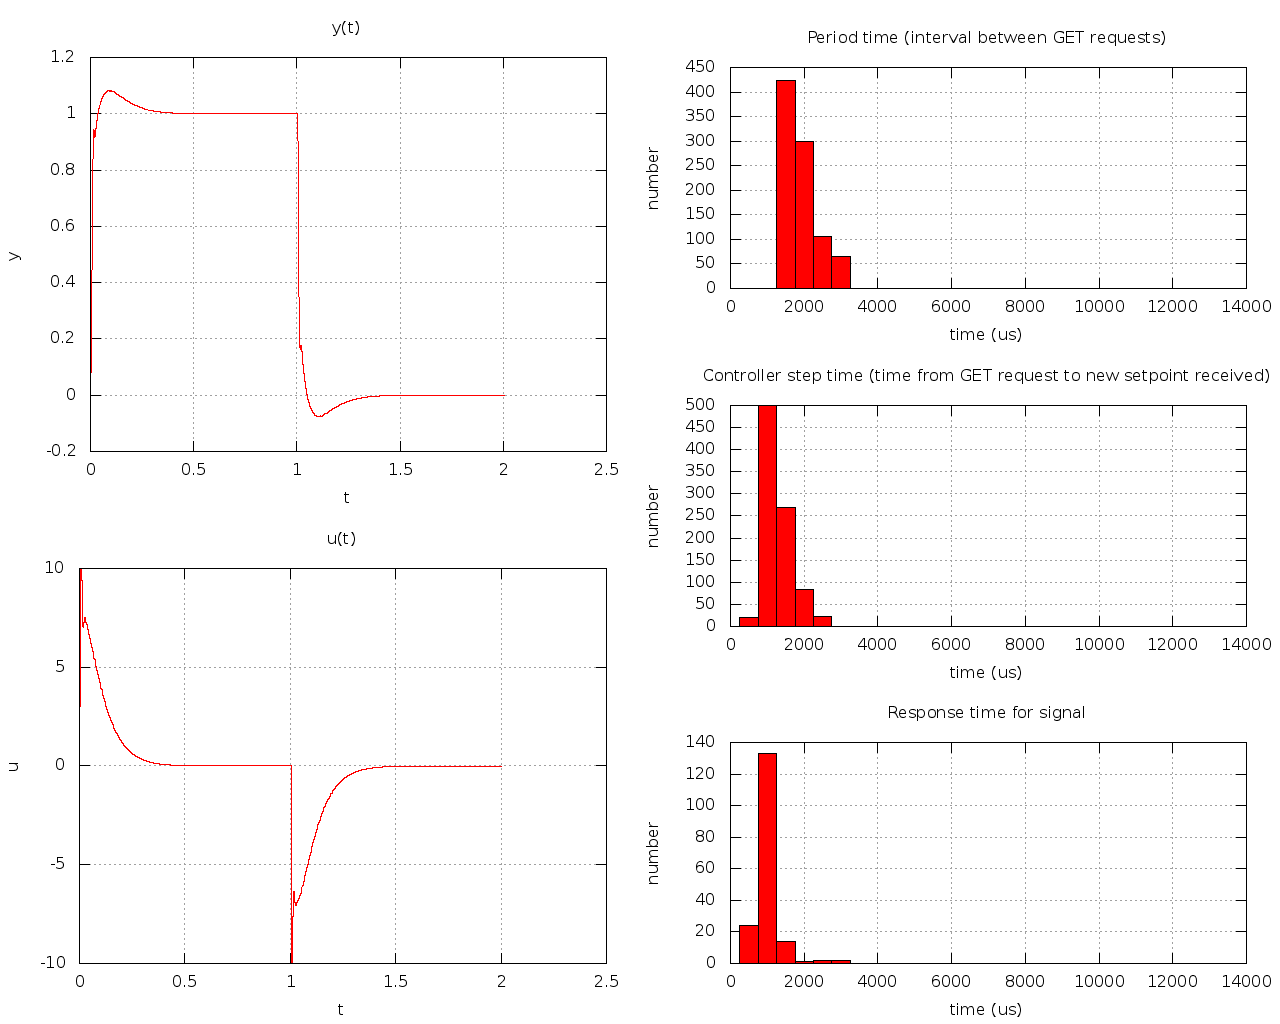 y(t)
1.2
1
0.8
0.6
0.4
0.2
0
-0.2
y
0 0.5 1 1.5 2 2.5
t
u(t)
10
5
0
-5
-10
u
0 0.5 1 1.5 2 2.5
t
Period time (interval between GET requests)
450
400
350
300
250
200
150
100
50
0
number
0 2000 4000 6000 8000 10000 12000 14000
time (us)
Controller step time (time from GET request to new setpoint received)
500
450
400
350
300
250
200
150
100
50
0
number
0 2000 4000 6000 8000 10000 12000 14000
time (us)
Response time for signal
140
120
100
80
60
40
20
0
number
0 2000 4000 6000 8000 10000 12000 14000
time (us)